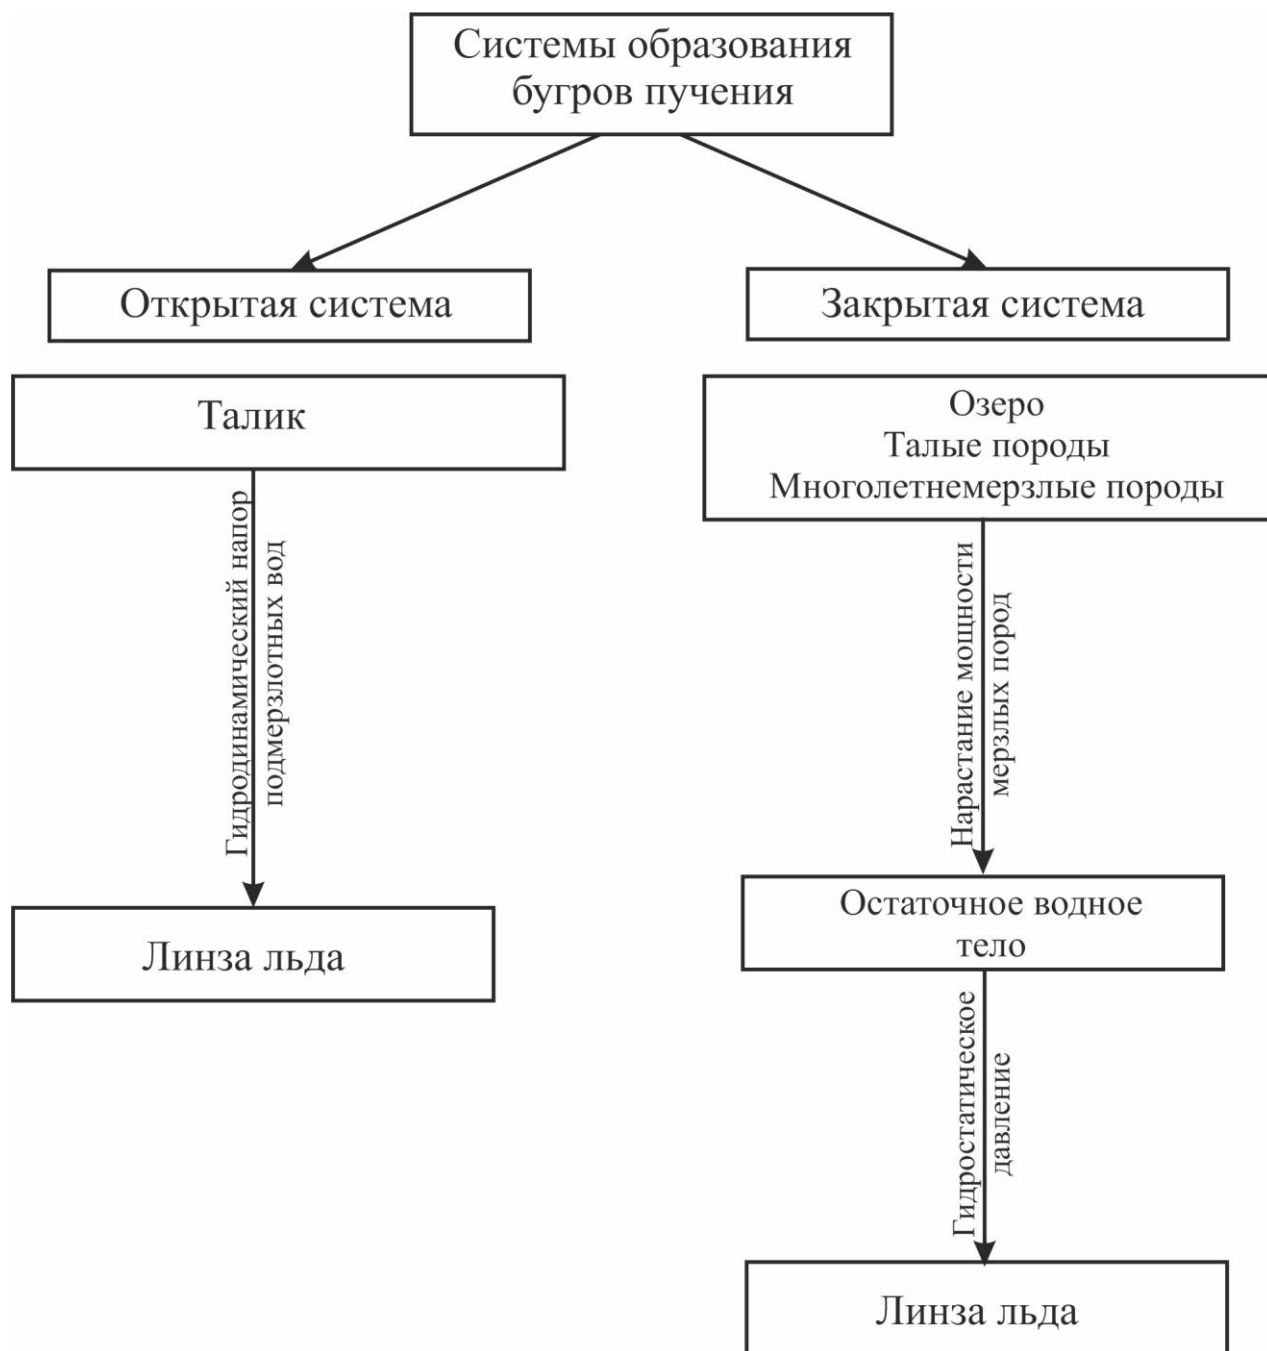 Системы образования
бугров пучения
Открытая система
Закрытая система
Талик
Озеро
Талые породы
Многолетнемерзлые породы
Гидродинамический напор
подмерзлотных вод
Нарастание мощности
мерзлых пород
Линза льда
Остаточное водное
тело
Гидростатическое
давление
Линза льда